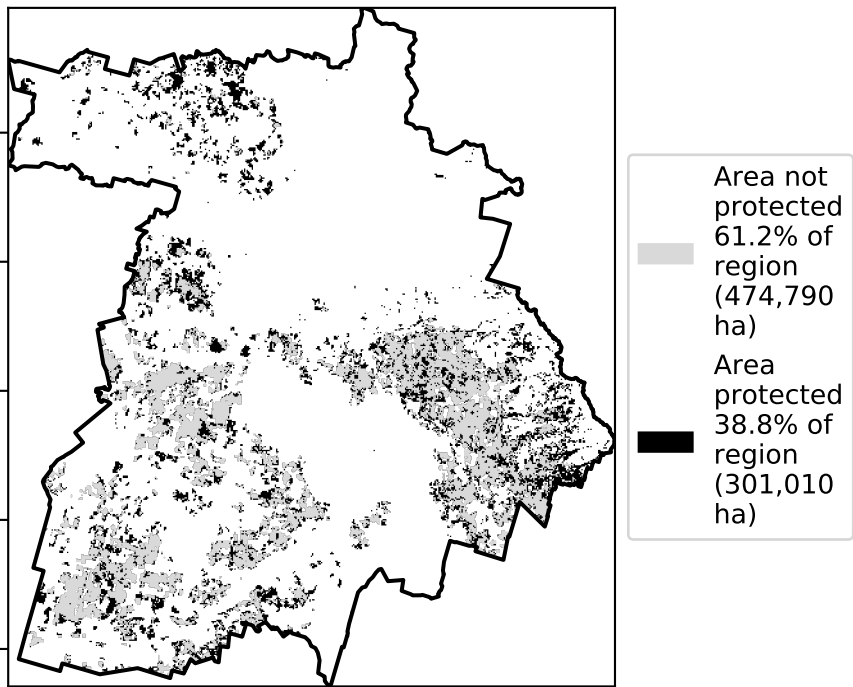 Area not
protected
61.2% of
region
(474,790
ha)
Area
protected
38.8% of
region
(301,010
ha)